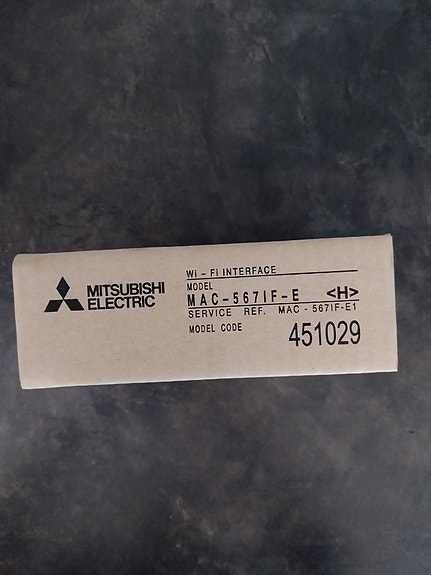 MITSUBISHI
ELECTRIC
Wi-Fi INTERFACE
MODEL
MAC-567IF-E <H>
SERVICE REF. MAC-567IF-E1
MODEL CODE
451029